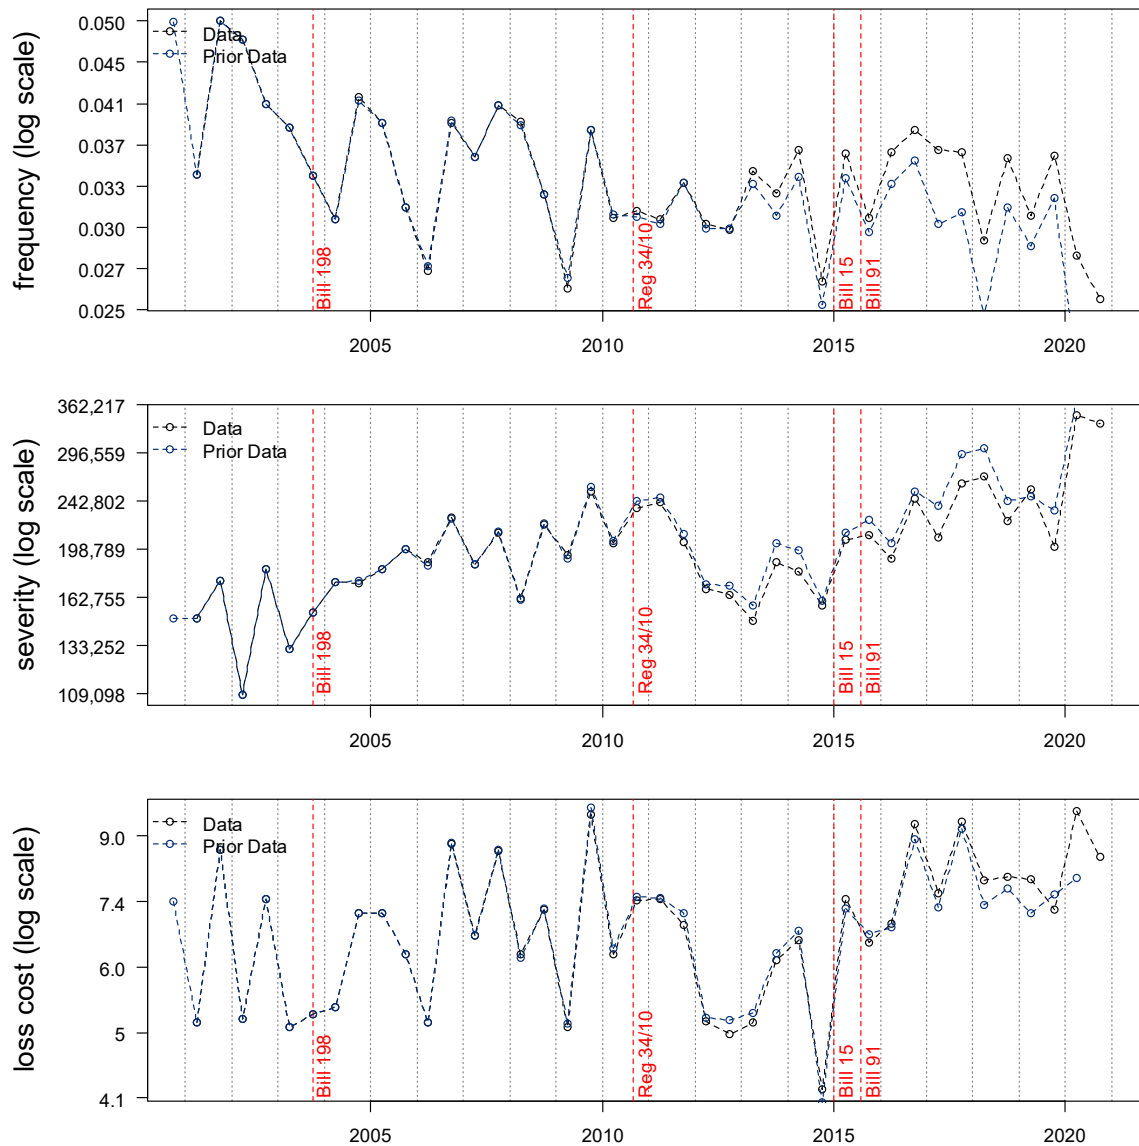 frequency (log scale)
0.050
0.045
0.041
0.037
0.033
0.030
0.027
0.025
Data
Prior Data
Bill 198
Reg 34/10
Bill 15
Bill 91
2005
2010
2015
2020
severity (log scale)
362,217
296,559
242,802
198,789
162,755
133,252
109,098
Data
Prior Data
Bill 198
Reg 34/10
Bill 15
Bill 91
2005
2010
2015
2020
loss cost (log scale)
9.0
7.4
6.0
5
4.1
Data
Prior Data
Bill 198
Reg 34/10
Bill 15
Bill 91
2005
2010
2015
2020